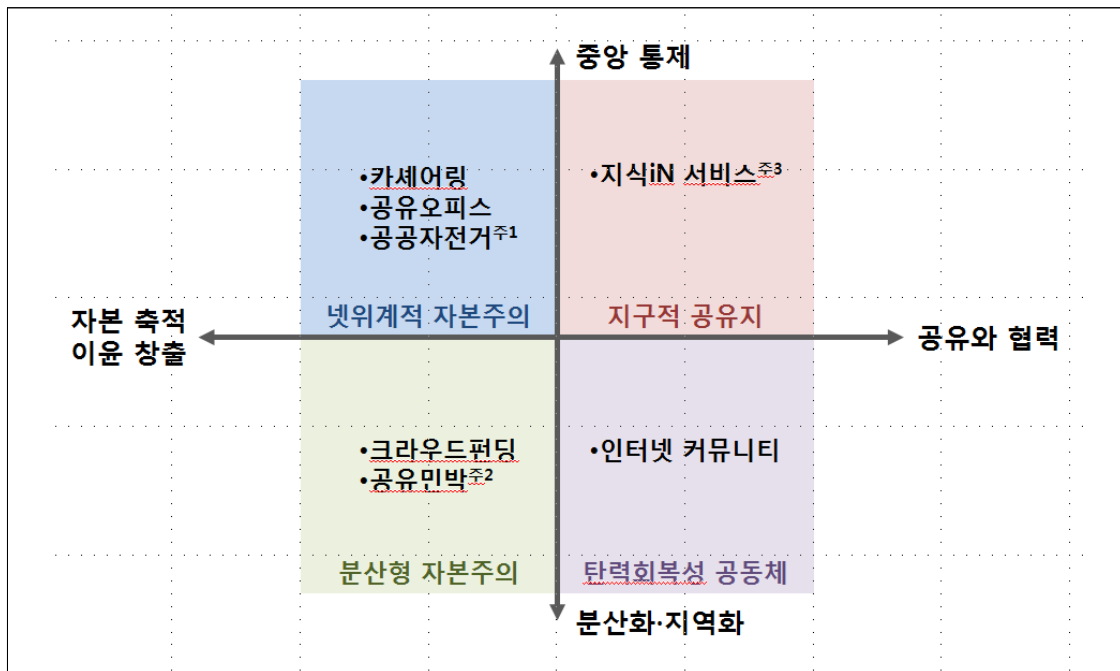 중앙 통제
•카셰어링
•공유오피스
•공공자전거주1
•지식iN 서비스주3
넷위계적 자본주의
지구적 공유지
자본 축적
이윤 창출
공유와 협력
•크라우드펀딩
•공유민박주2
•인터넷 커뮤니티
분산형 자본주의
탄력회복성 공동체
분산화·지역화